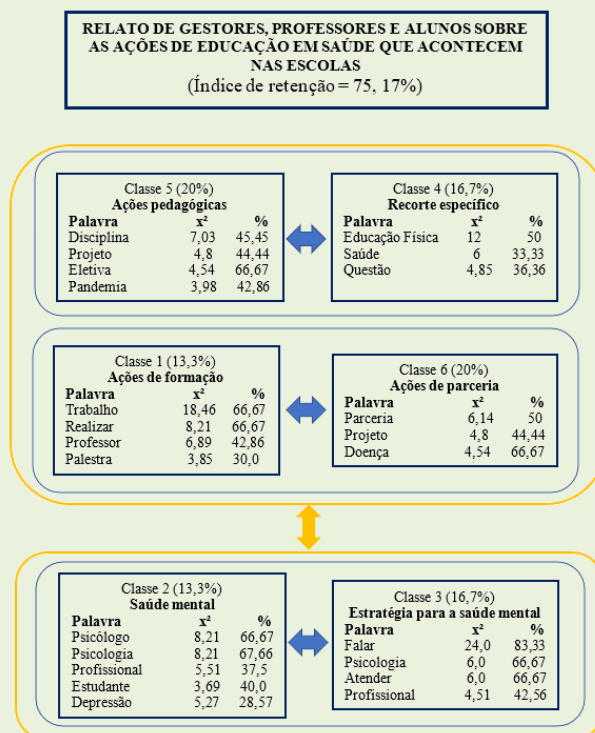 RELATO DE GESTORES, PROFESSORES E ALUNOS SOBRE
AS AÇÕES DE EDUCAÇÃO EM SAÚDE QUE ACONTECEM
NAS ESCOLAS
(Índice de retenção = 75, 17%)
Classe 5 (20%)
Ações pedagógicas
Palavra x² %
Disciplina 7,03 45,45
Projeto 4,8 44,44
Eletiva 4,54 66,67
Pandemia 3,98 42,86
Classe 4 (16,7%)
Recorte específico
Palavra x² %
Educação Física 12 50
Saúde 6 33,33
Questão 4,85 36,36
Classe 1 (13,3%)
Ações de formação
Palavra x² %
Trabalho 18,46 66,67
Realizar 8,21 66,67
Professor 6,89 42,86
Palestra 3,85 30,0
Classe 6 (20%)
Ações de parceria
Palavra x² %
Parceria 6,14 50
Projeto 4,8 44,44
Doença 4,54 66,67
Classe 2 (13,3%)
Saúde mental
Palavra x² %
Psicólogo 8,21 66,67
Psicologia 8,21 67,66
Profissional 5,51 37,5
Estudante 3,69 40,0
Depressão 5,27 28,57
Classe 3 (16,7%)
Estratégia para a saúde mental
Palavra x² %
Falar 24,0 83,33
Psicologia 6,0 66,67
Atender 6,0 66,67
Profissional 4,51 42,56